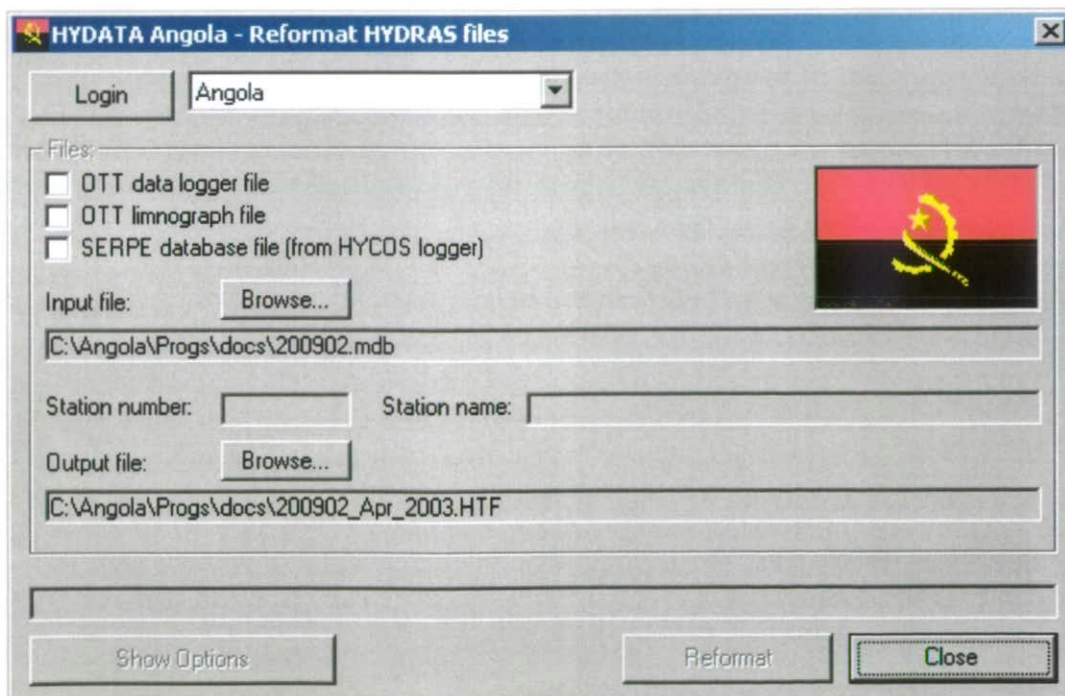 HYDATA Angola - Reformat HYDRAS files
Login
Angola
Files:
OTT data logger file
OTT limnograph file
SERPE database file (from HYCOS logger)
Input file:
Browse...
C:\Angola\Progs\docs\200902.mdb
Station number:
Station name:
Output file:
Browse...
C:\Angola\Progs\docs\200902_Apr_2003.HTF
Show Options
Reformat
Close